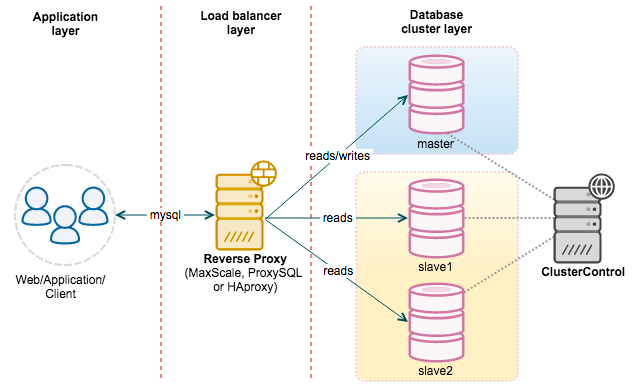 Application
layer
Load balancer
layer
Database
cluster layer
master
reads/writes
mysql
reads
Reverse Proxy
(MaxScale, ProxySQL
or HAproxy)
slave1
ClusterControl
Web/Application/
Client
reads
slave2